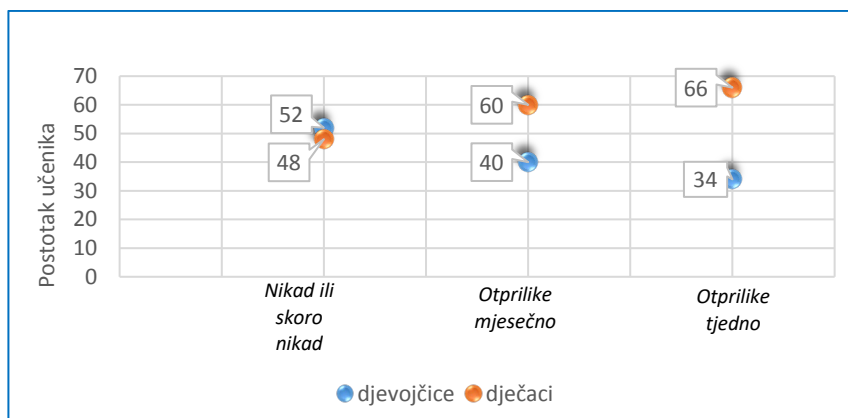 Postotak učenika
70
60
50
40
30
20
10
0
52
48
60
40
66
34
Nikad ili
skoro
nikad
Otprilike
mjesečno
Otprilike
tjedno
djevojčice
dječaci